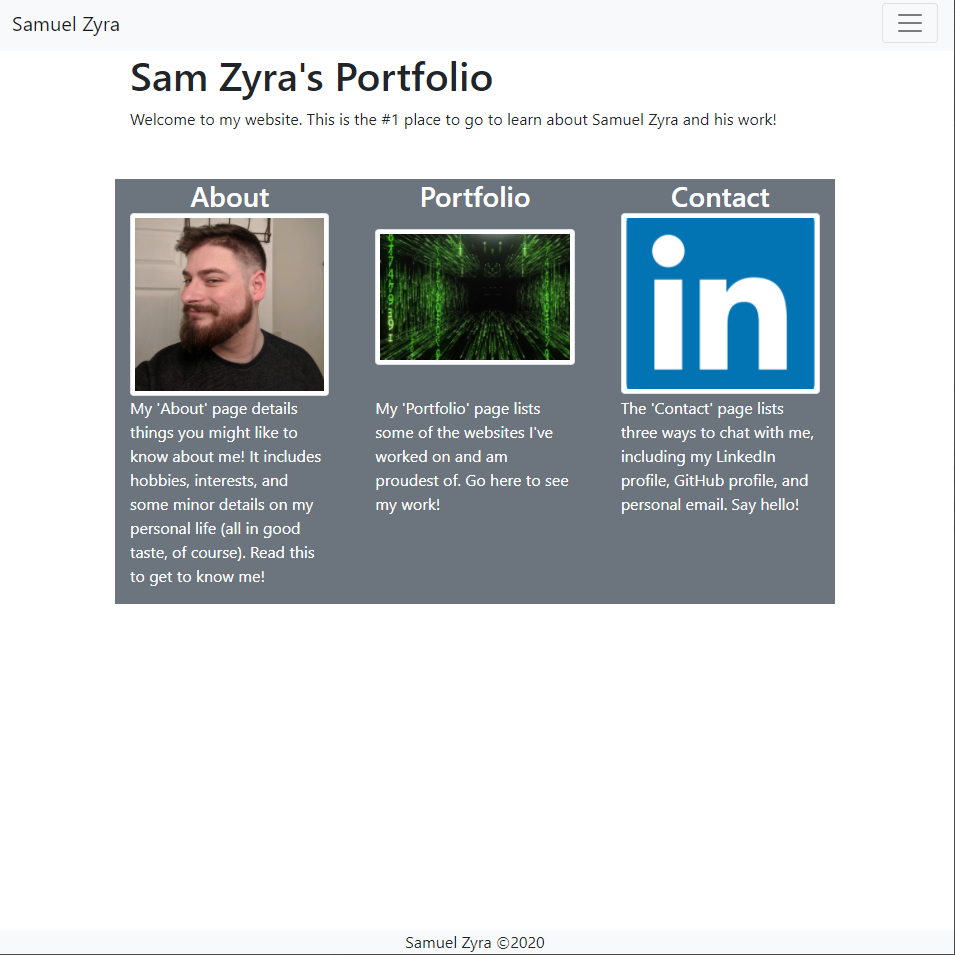 Samuel Zyra
Sam Zyra's Portfolio
Welcome to my website. This is the #1 place to go to learn about Samuel Zyra and his work!
About
Portfolio
Contact
in
My 'About' page details
things you might like to
know about me! It includes
hobbies, interests, and
some minor details on my
personal life (all in good
taste, of course). Read this
to get to know me!
My 'Portfolio' page lists
some of the websites I've
worked on and am
proudest of. Go here to see
my work!
The 'Contact' page lists
three ways to chat with me,
including my LinkedIn
profile, GitHub profile, and
personal email. Say hello!
Samuel Zyra ©2020